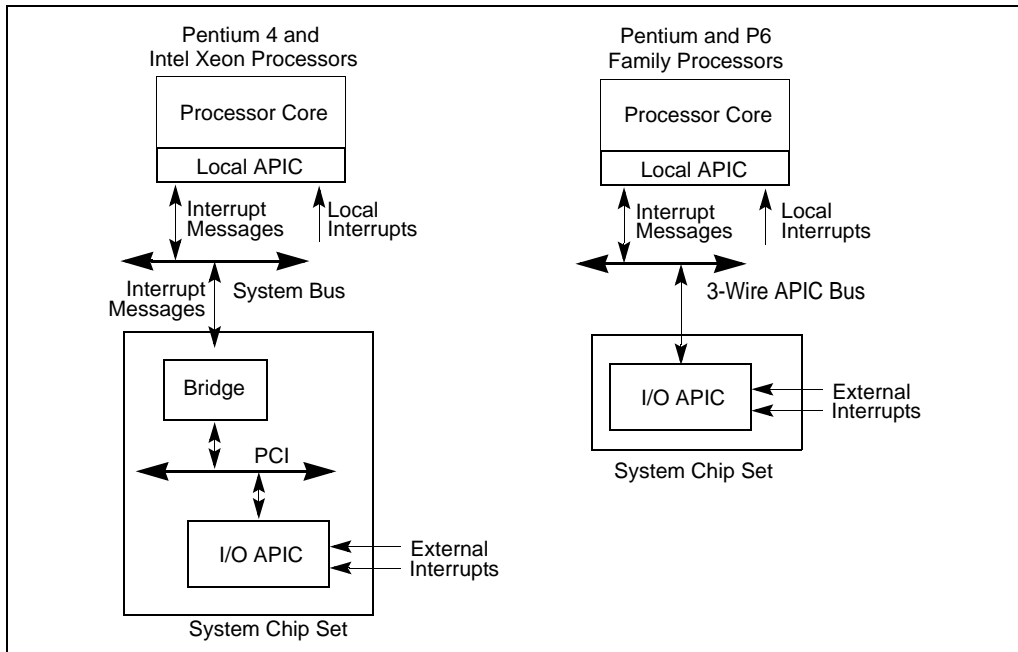 Pentium 4 and
Intel Xeon Processors
Processor Core
Local APIC
Interrupt
Messages
Local
Interrupts
Interrupt
Messages
System Bus
Bridge
PCI
I/O APIC
External
Interrupts
System Chip Set
Pentium and P6
Family Processors
Processor Core
Local APIC
Interrupt
Messages
Local
Interrupts
3-Wire APIC Bus
I/O APIC
External
Interrupts
System Chip Set